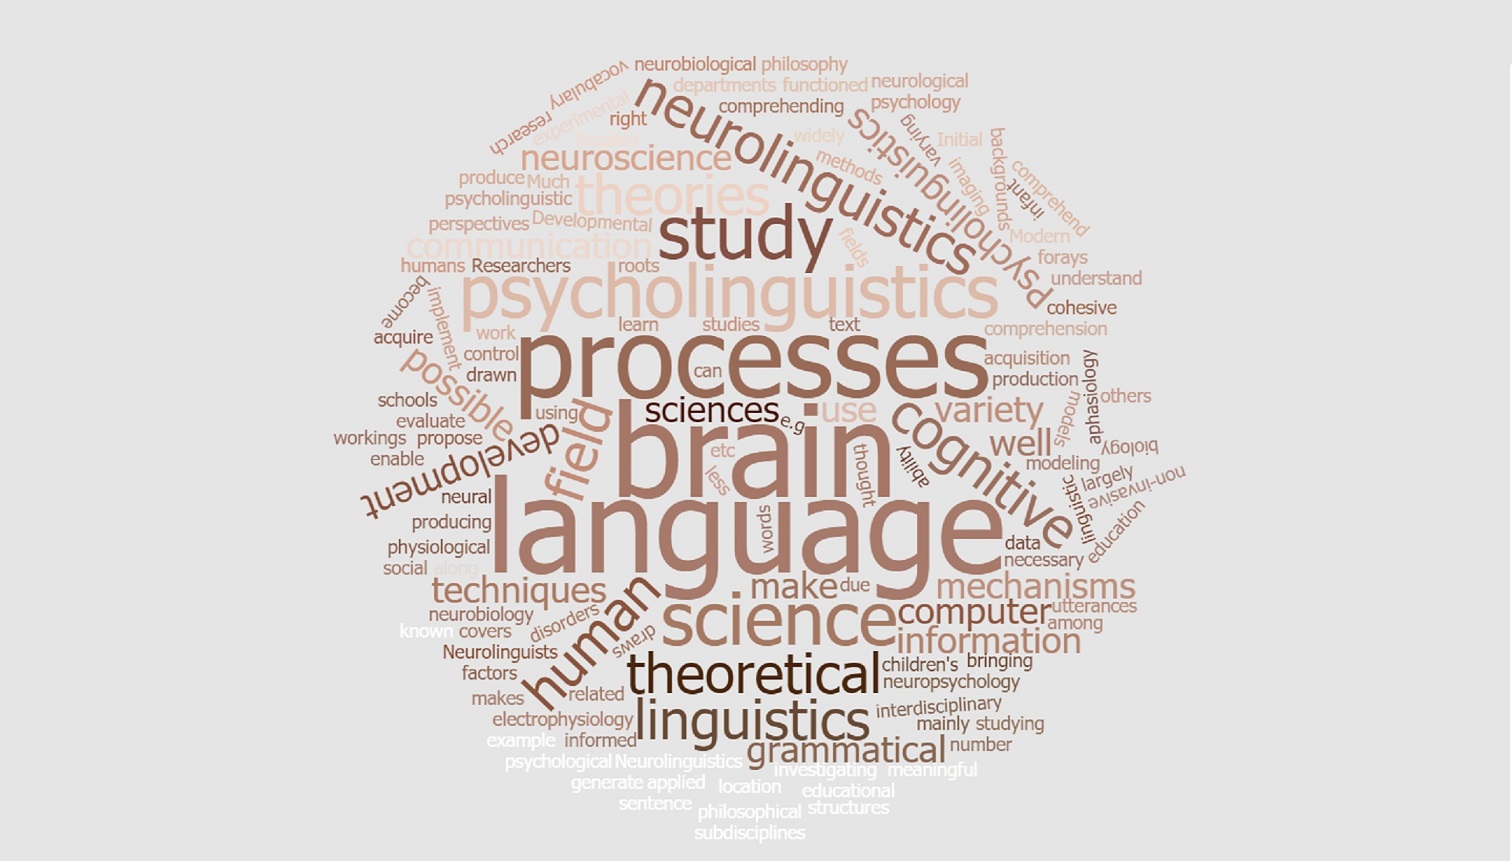 neurobiological philosophy
vocabulary
departments functioned neurological
experimental
comprehending psychology
research
right
neurolinguistics
psycholinguistics
varying
widely
Initial
backgrounds
focused
neuroscience
methods
imaging
infant
comprehend
produce Much
theories
psycholinguistic
perspectives Developmental
study
fields
Modern
communication
forays
humans Researchers
roots
understand
become
implement
psycholinguistics
cohesive
learn studies text
comprehension
acquire
work
processes
control
can
acquisition
drawn
production
possible
aphasiology
models
others
schools
using
sciences
e.g
use
variety
evaluate
field
brain
cognitive
workings propose
development
well
biology
enable
etc
less
thought
ability
modeling
largely
non-invasive
linguistic
neural
language
words
education
producing
physiological
data
necessary
social along
techniques
make due
mechanisms
neurobiology
disorders
human
science
computer
utterances
known covers
draws
information
among
Neurolinguists
theoretical
children's bringing
factors
neuropsychology
makes
related
linguistics
interdisciplinary
electrophysiology
mainly studying
example informed
grammatical
number
psychological Neurolinguistics
investigating meaningful
generate applied location educational
sentence philosophical structures
subdisciplines